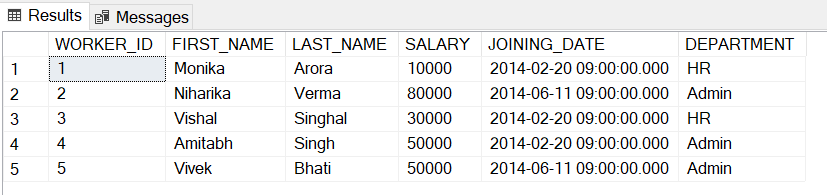 Results Messages
WORKER_ID FIRST_NAME LAST_NAME SALARY JOINING_DATE DEPARTMENT
1 1 Monika Arora 10000 2014-02-20 09:00:00.000 HR
2 2 Niharika Verma 80000 2014-06-11 09:00:00.000 Admin
3 3 Vishal Singhal 30000 2014-02-20 09:00:00.000 HR
4 4 Amitabh Singh 50000 2014-02-20 09:00:00.000 Admin
5 5 Vivek Bhati 50000 2014-06-11 09:00:00.000 Admin